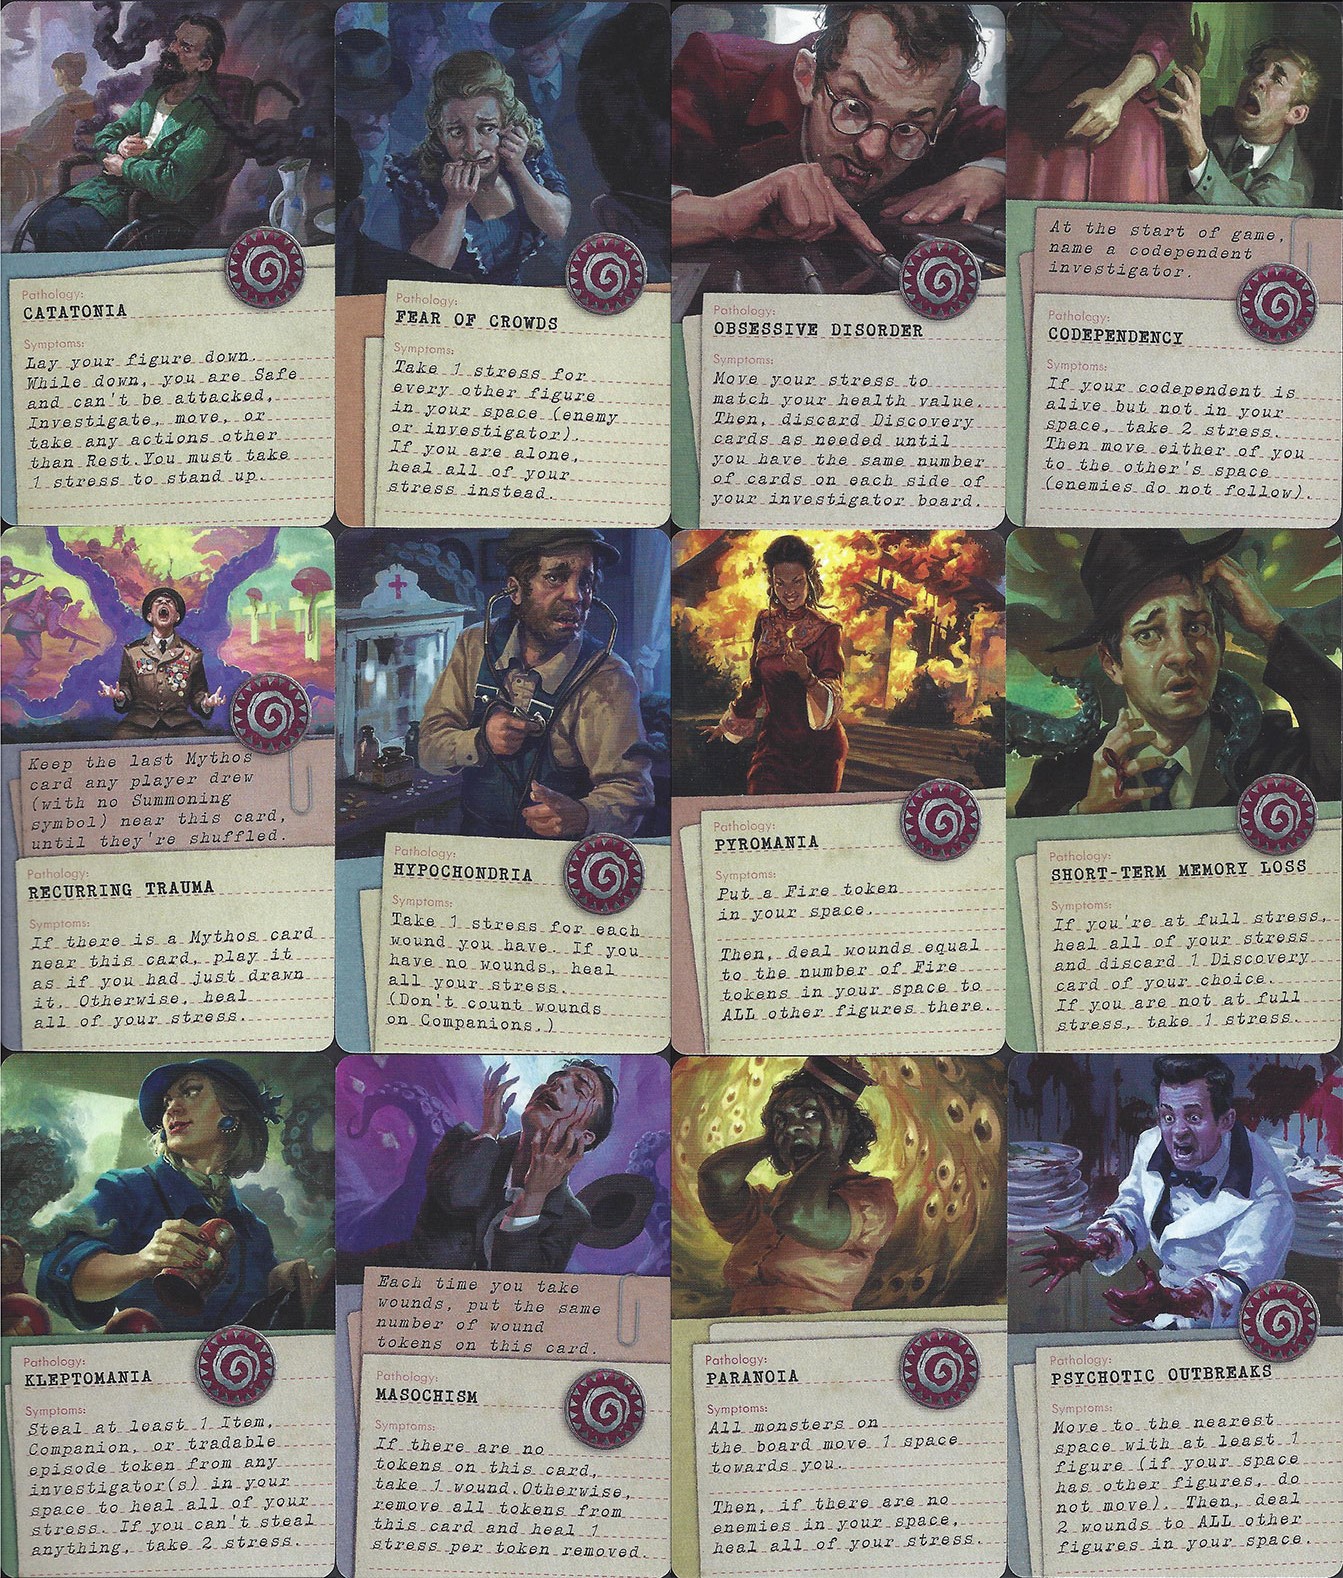 Pathology:
CATATONIA
Symptoms:
Lay your figure down.
While down, you are Safe
and can't be attacked,
Investigate, move, or
take any actions other
than Rest. You must take
1 stress to stand up.
Pathology:
FEAR OF CROWDS
Symptoms:
Take 1 stress for
every other figure
in your space (enemy
or investigator).
If you are alone,
heal all of your
stress instead.
Pathology:
OBSESSIVE DISORDER
Symptoms:
Move your stress to
match your health value.
Then, discard Discovery
cards as needed until
you have the same number
of cards on each side of
your investigator board.
At the start of game,
name a codependent
investigator.
Pathology:
CODEPENDENCY
Symptoms:
If your codependent is
alive but not in your
space, take 2 stress.
Then move either of you
to the other's space
(enemies do not follow).
Keep the last Mythos
card any player drew
(with no Summoning
symbol) near this card,
until they're shuffled.
Pathology:
RECURRING TRAUMA
Symptoms:
If there is a Mythos card
near this card, play it
as if you had just drawn
it. Otherwise, heal
all of your stress.
Pathology:
HYPOCHONDRIA
Symptoms:
Take 1 stress for each
wound you have. If you
have no wounds, heal
all your stress.
(Don't count wounds
on Companions.)
Pathology:
PYROMANIA
Symptoms:
Put a Fire token
in your space.
Then, deal wounds equal
to the number of Fire
tokens in your space to
ALL other figures there.
Pathology:
SHORT-TERM MEMORY LOSS
Symptoms:
If you're at full stress,
heal all of your stress
and discard 1 Discovery
card of your choice.
If you are not at full
stress, take 1 stress.
Pathology:
KLEPTOMANIA
Symptoms:
Steal at least 1 Item,
Companion, or tradable
episode token from any
investigator(s) in your
space to heal all of your
stress. If you can't steal
anything, take 2 stress.
Each time you take
wounds, put the same
number of wound
tokens on this card.
Pathology:
MASOCHISM
Symptoms:
If there are no
tokens on this card,
take 1 wound. Otherwise,
remove all tokens from
this card and heal 1
stress per token removed.
Pathology:
PARANOIA
Symptoms:
All monsters on
the board move 1 space
towards you.
Then, if there are no
enemies in your space,
heal all of your stress.
Pathology:
PSYCHOTIC OUTBREAKS
Symptoms:
Move to the nearest
space with at least 1
figure (if your space
has other figures, do
not move). Then, deal
2 wounds to ALL other
figures in your space.